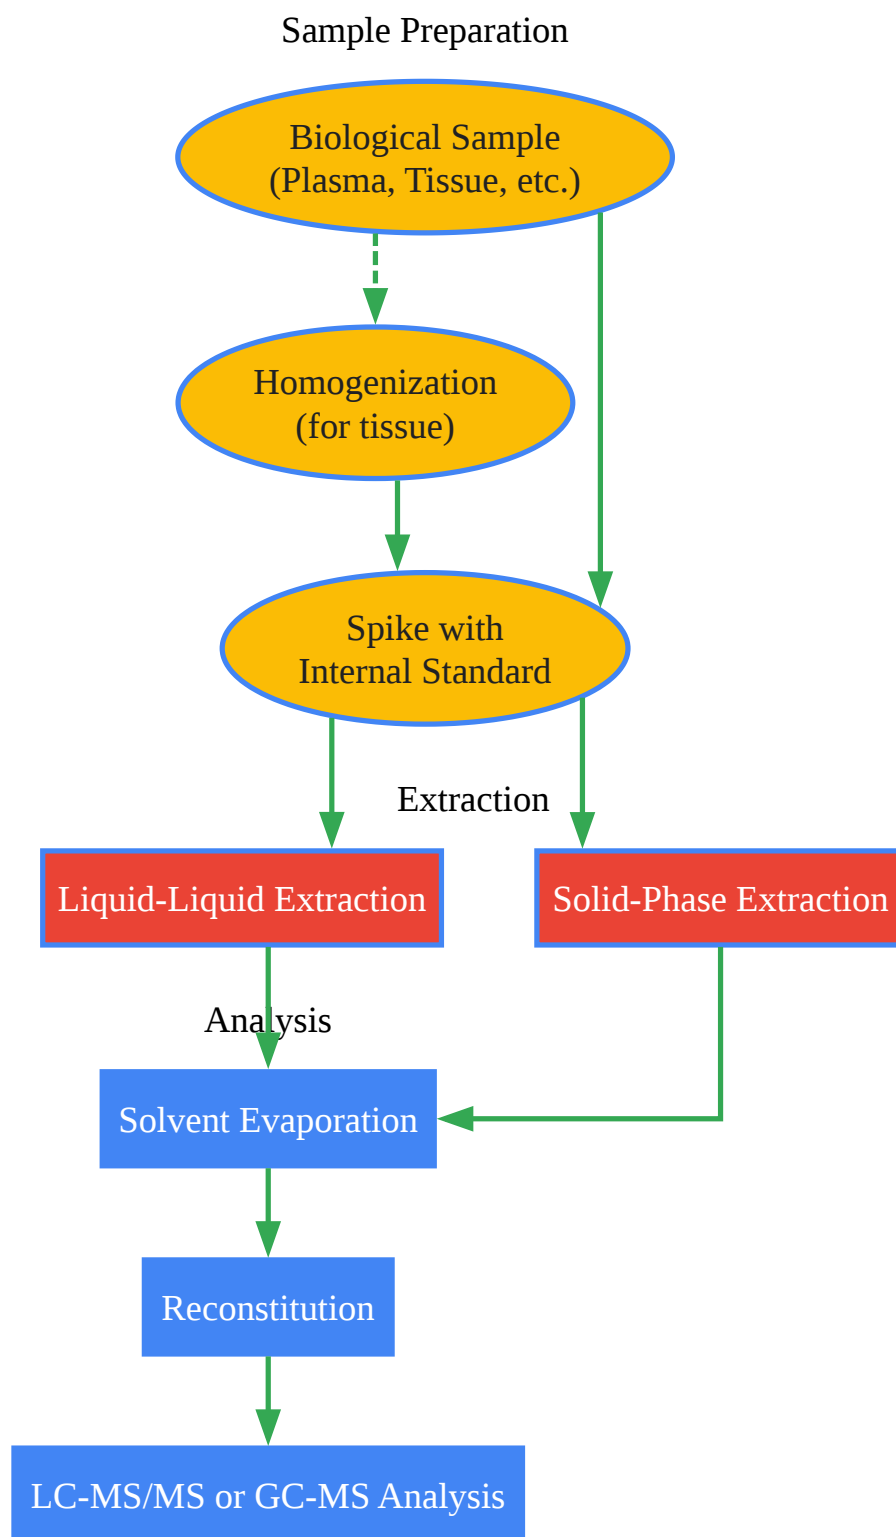 Sample Preparation
Biological Sample
(Plasma, Tissue, etc.)
Homogenization
(for tissue)
Spike with
Internal Standard
Extraction
Liquid-Liquid Extraction
Solid-Phase Extraction
Analysis
Solvent Evaporation
Reconstitution
LC-MS/MS or GC-MS Analysis